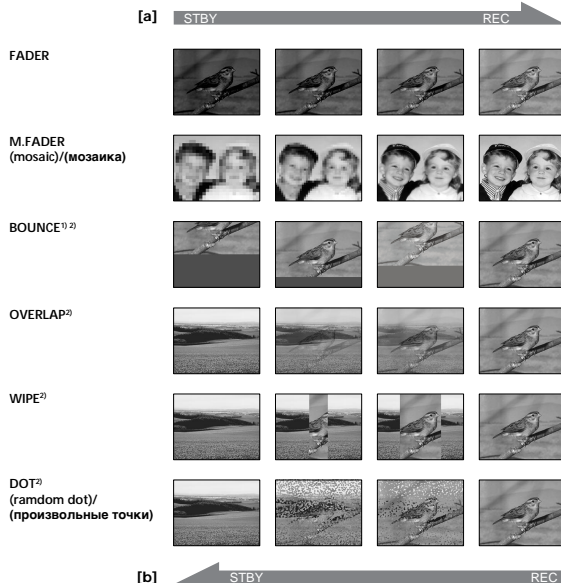 [a] STBY REC
FADER
M.FADER
(mosaic)/(мозаика)
BOUNCE1) 2)
OVERLAP2)
WIPE2)
DOT2)
(ramdom dot)/
(произвольные точки)
[b] STBY REC